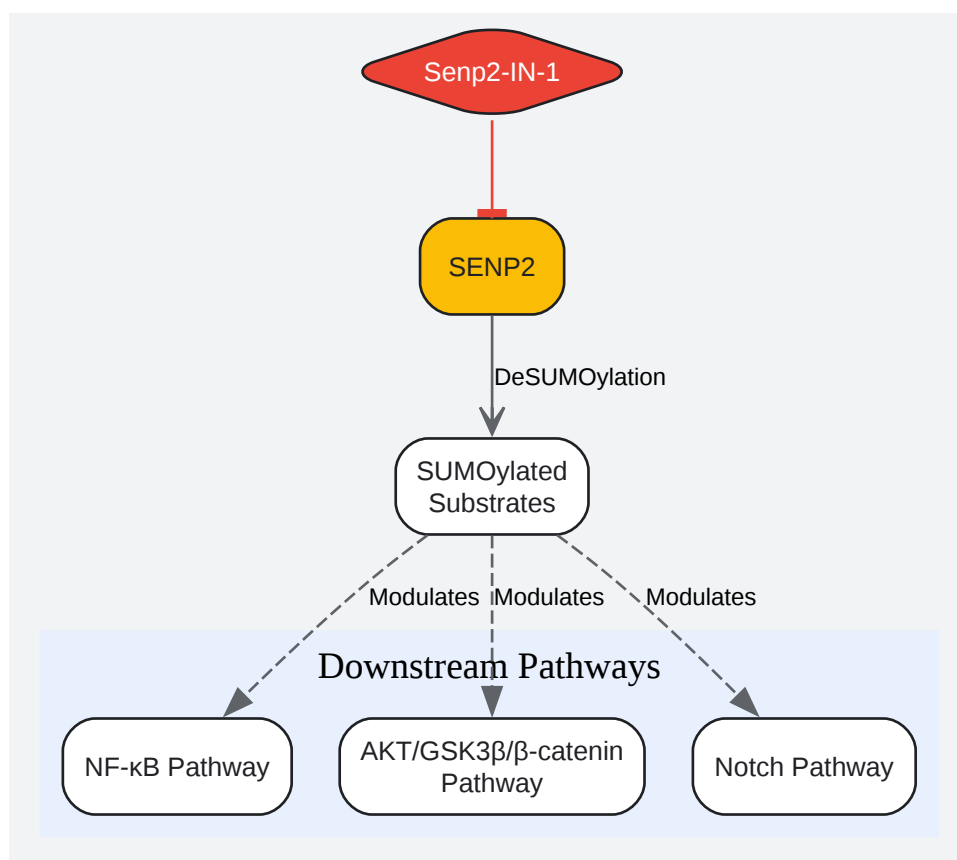 Senp2-IN-1
SENP2
DeSUMOylation
SUMOylated
Substrates
Modulates
Modulates
Modulates
Downstream Pathways
NF-κB Pathway
AKT/GSK3β/β-catenin
Pathway
Notch Pathway